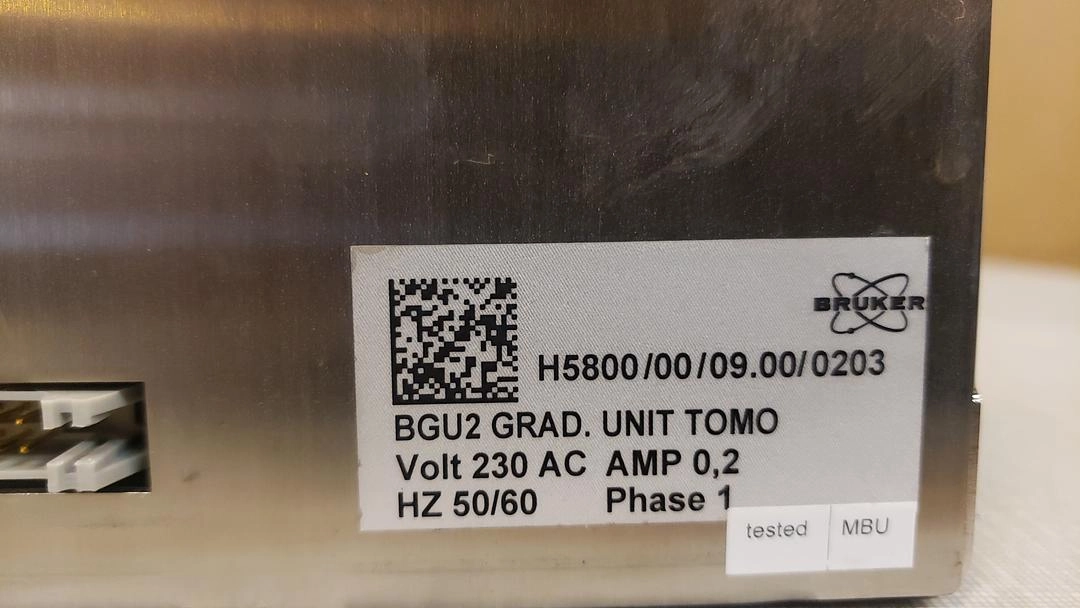 BRUKER
H5800/00/09.00/0203
BGU2 GRAD. UNIT TOMO
Volt 230 AC AMP 0,2
HZ 50/60 Phase 1
tested MBU